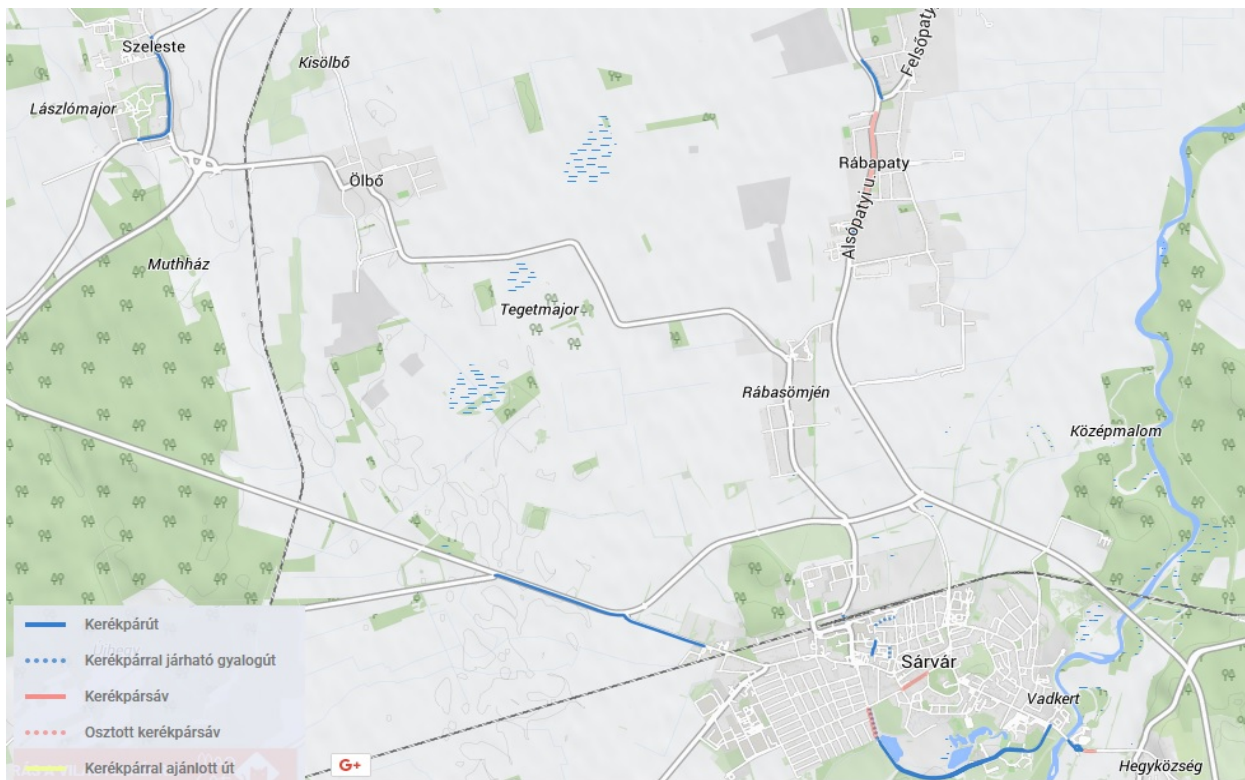 Szeleste
Kisölbő
Felsőpaty
Lászlómajor
Rábapaty
Ölbő
Alsópatyi u.
Muthház
Tegetmajor
Rábasömjén
Középmalom
Kerékpárút
Kerékpárral járható gyalogút
Sárvár
Kerékpársáv
Vadkert
Osztott kerékpársáv
G+
Kerékpárral ajánlott út
Hegyközség